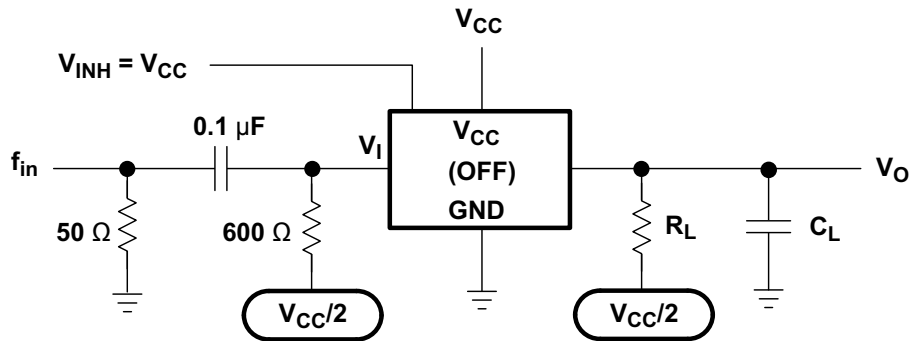 V_CC
V_INH = V_CC
0.1 µF
f_in
V_I
V_CC
(OFF)
GND
V_O
50 Ω
600 Ω
R_L
C_L
V_CC/2
V_CC/2